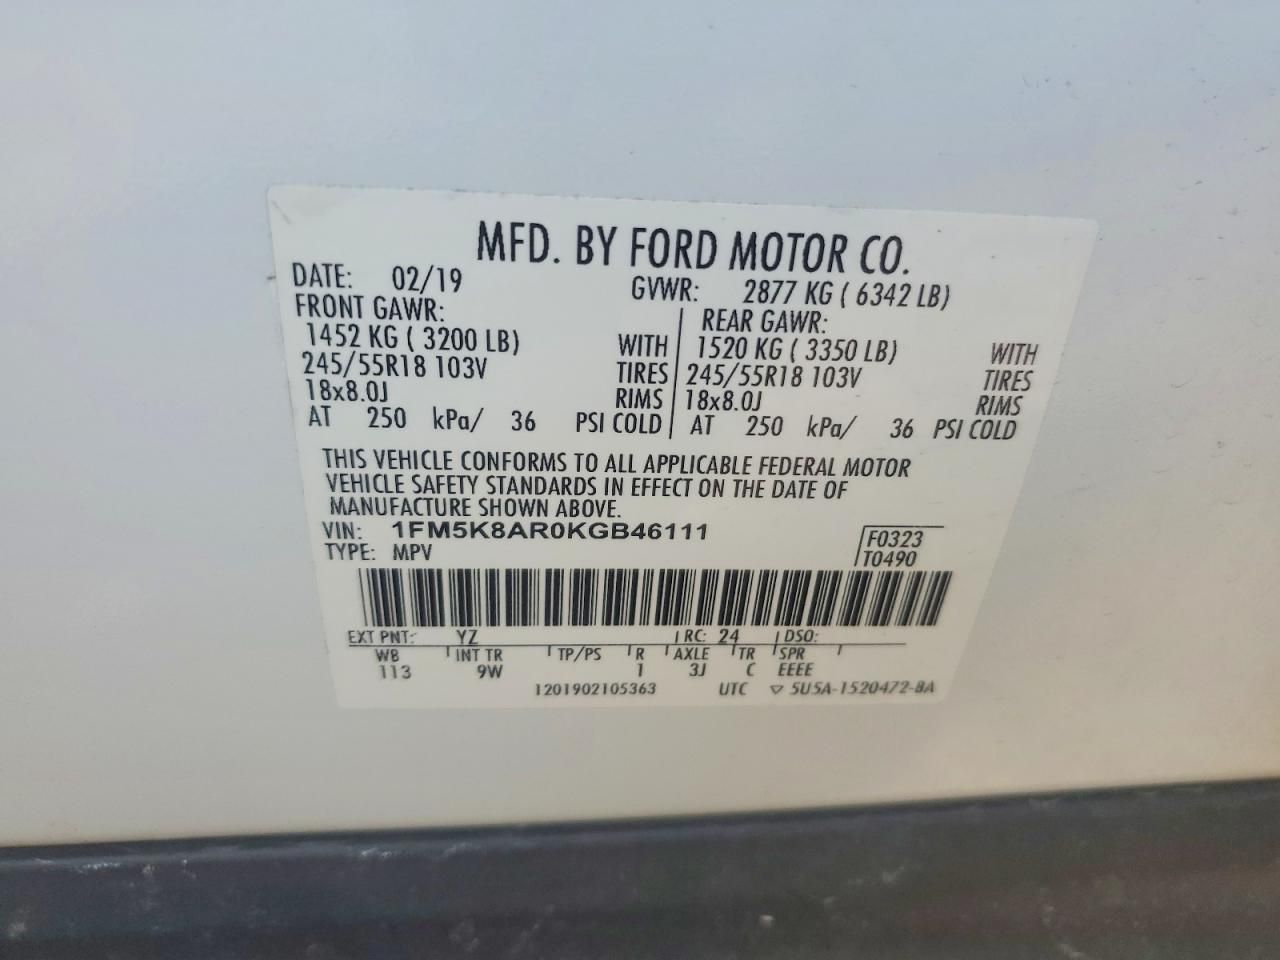 MFD. BY FORD MOTOR CO.
DATE: 02/19 GVWR: 2877 KG ( 6342 LB)
FRONT GAWR: REAR GAWR:
1452 KG ( 3200 LB) WITH 1520 KG ( 3350 LB) WITH
245/55R18 103V TIRES 245/55R18 103V TIRES
18x8.0J RIMS 18x8.0J RIMS
AT 250 kPa/ 36 PSI COLD AT 250 kPa/ 36 PSI COLD
THIS VEHICLE CONFORMS TO ALL APPLICABLE FEDERAL MOTOR
VEHICLE SAFETY STANDARDS IN EFFECT ON THE DATE OF
MANUFACTURE SHOWN ABOVE.
VIN: 1FM5K8AR0KGB46111 F0323
TYPE: MPV T0490
EXT PNT: YZ RC: 24 DSO:
WB INT TR TP/PS R AXLE TR SPR
113 9W 1 3J C EEEE
1201902105363 UTC ▽ 5U5A-1520472-BA